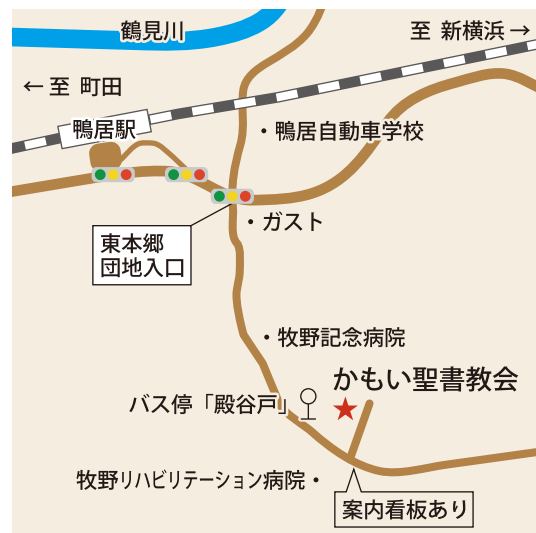 鶴見川
至 新横浜→
←至 町田
鴨居駅
・鴨居自動車学校
・ガスト
東本郷
団地入口
・牧野記念病院
かもい聖書教会
バス停「殿谷戸」
牧野リハビリテーション病院・
案内看板あり